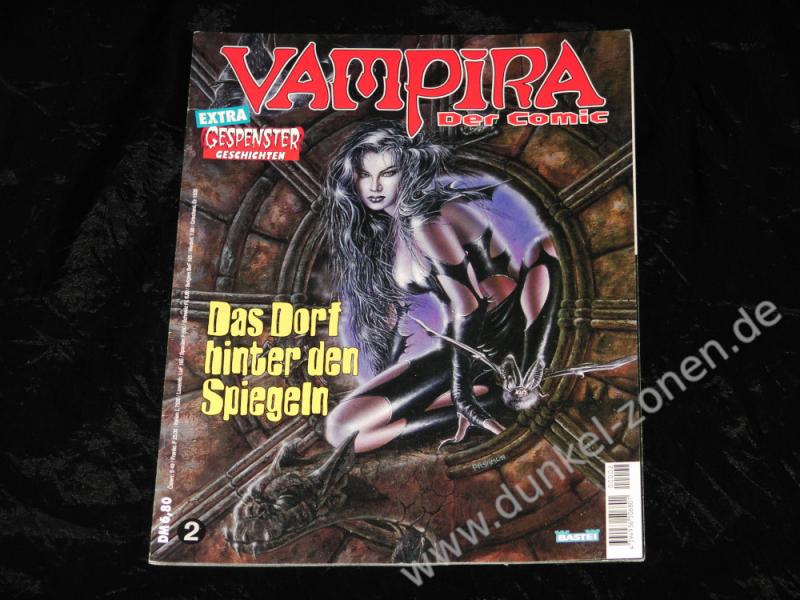 VAMPiRA
Der Comic
EXTRA
GESPENSTER
GESCHICHTEN
Das Dorf
hinter den
Spiegeln
DM 6,80
2
BASTEI
00002
www.dunkel-zonen.de